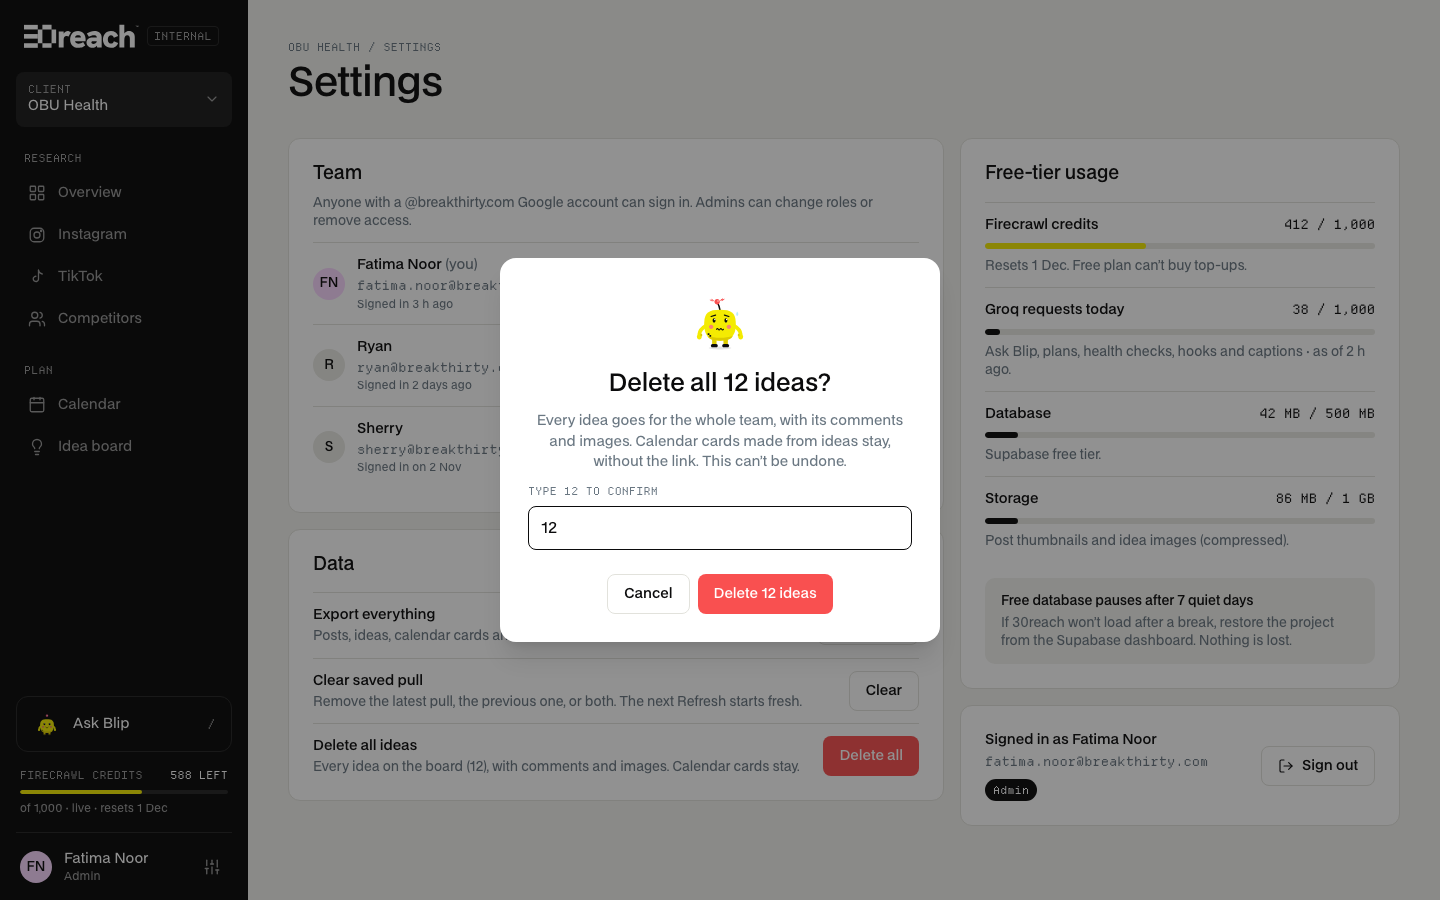 30reach
INTERNAL
CLIENT
OBU Health
RESEARCH
Overview
Instagram
TikTok
Competitors
PLAN
Calendar
Idea board
Ask Blip
/
FIRECRAWL CREDITS 588 LEFT
of 1,000 · live · resets 1 Dec
FN
Fatima Noor
Admin
OBU HEALTH / SETTINGS
Settings
Team
Anyone with a @breakthirty.com Google account can sign in. Admins can change roles or
remove access.
FN
Fatima Noor (you)
Signed in 3 h ago
R
Ryan
Signed in 2 days ago
S
Sherry
Signed in on 2 Nov
Data
Export everything
Posts, ideas, calendar cards
Clear saved pull
Remove the latest pull, the previous one, or both. The next Refresh starts fresh.
Clear
Delete all ideas
Every idea on the board (12), with comments and images. Calendar cards stay.
Delete all
Delete all 12 ideas?
Every idea goes for the whole team, with its comments
and images. Calendar cards made from ideas stay,
without the link. This can't be undone.
TYPE 12 TO CONFIRM
12
Cancel
Delete 12 ideas
Free-tier usage
Firecrawl credits 412 / 1,000
Resets 1 Dec. Free plan can't buy top-ups.
Groq requests today 38 / 1,000
Ask Blip, plans, health checks, hooks and captions · as of 2 h
ago.
Database 42 MB / 500 MB
Supabase free tier.
Storage 86 MB / 1 GB
Post thumbnails and idea images (compressed).
Free database pauses after 7 quiet days
If 30reach won't load after a break, restore the project
from the Supabase dashboard. Nothing is lost.
Signed in as Fatima Noor
fatima.noor@breakthirty.com
Admin
Sign out